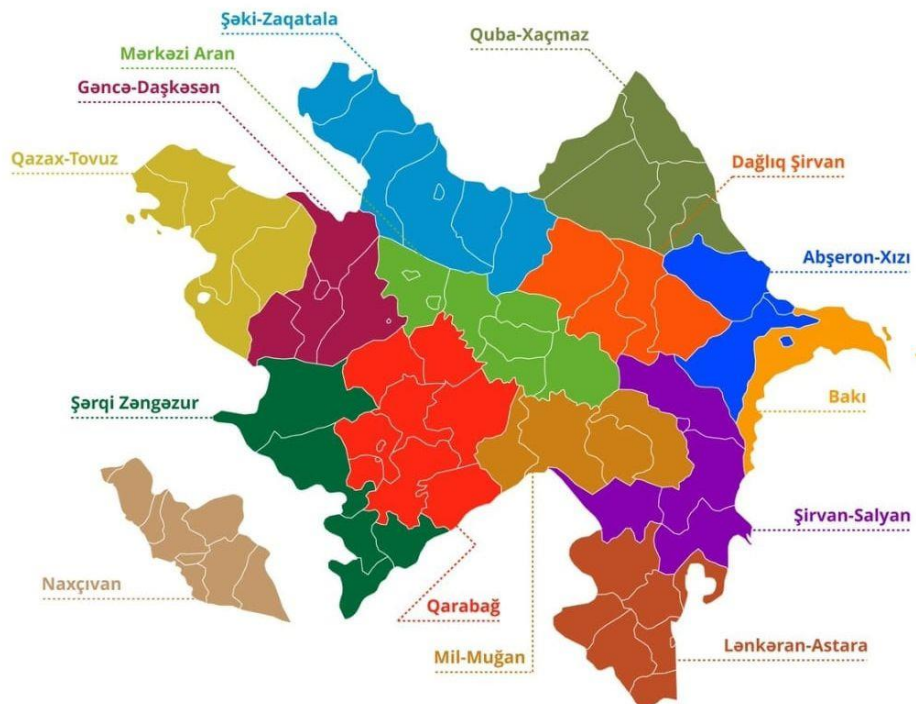 Şəki-Zaqatala
Quba-Xaçmaz
Mərkəzi Aran
Gəncə-Daşkəsən
Qazax-Tovuz
Dağlıq Şirvan
Abşeron-Xızı
Şərqi Zəngəzur
Bakı
Şirvan-Salyan
Naxçıvan
Qarabağ
Mil-Muğan
Lənkəran-Astara